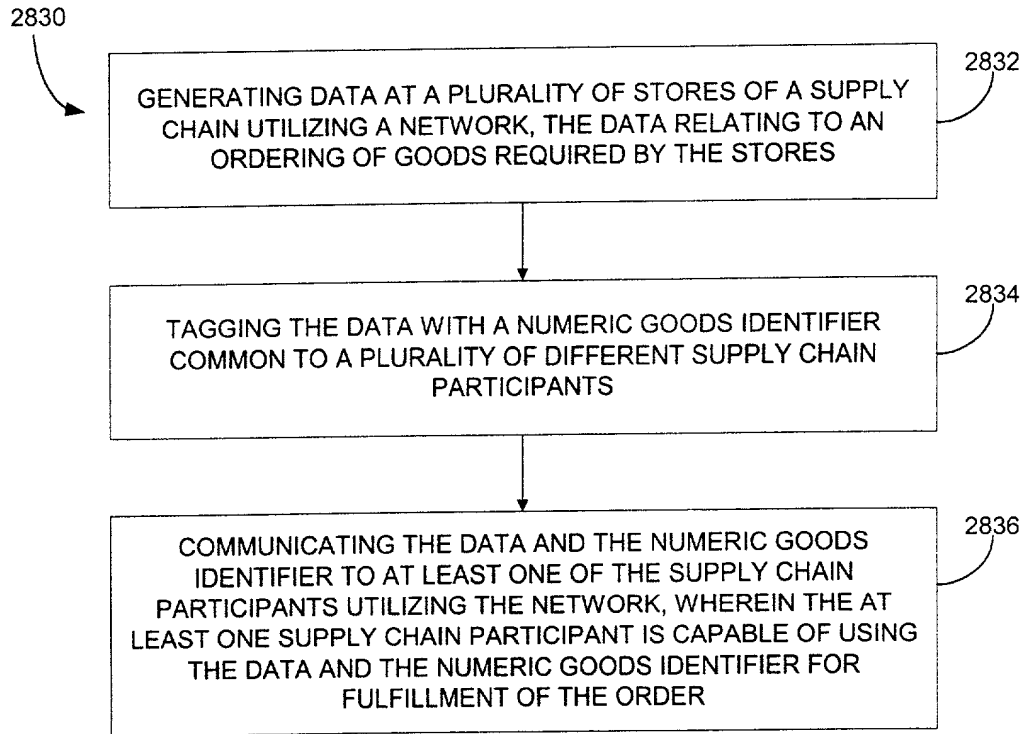 2830
2832
GENERATING DATA AT A PLURALITY OF STORES OF A SUPPLY
CHAIN UTILIZING A NETWORK, THE DATA RELATING TO AN
ORDERING OF GOODS REQUIRED BY THE STORES
2834
TAGGING THE DATA WITH A NUMERIC GOODS IDENTIFIER
COMMON TO A PLURALITY OF DIFFERENT SUPPLY CHAIN
PARTICIPANTS
2836
COMMUNICATING THE DATA AND THE NUMERIC GOODS
IDENTIFIER TO AT LEAST ONE OF THE SUPPLY CHAIN
PARTICIPANTS UTILIZING THE NETWORK, WHEREIN THE AT
LEAST ONE SUPPLY CHAIN PARTICIPANT IS CAPABLE OF USING
THE DATA AND THE NUMERIC GOODS IDENTIFIER FOR
FULFILLMENT OF THE ORDER